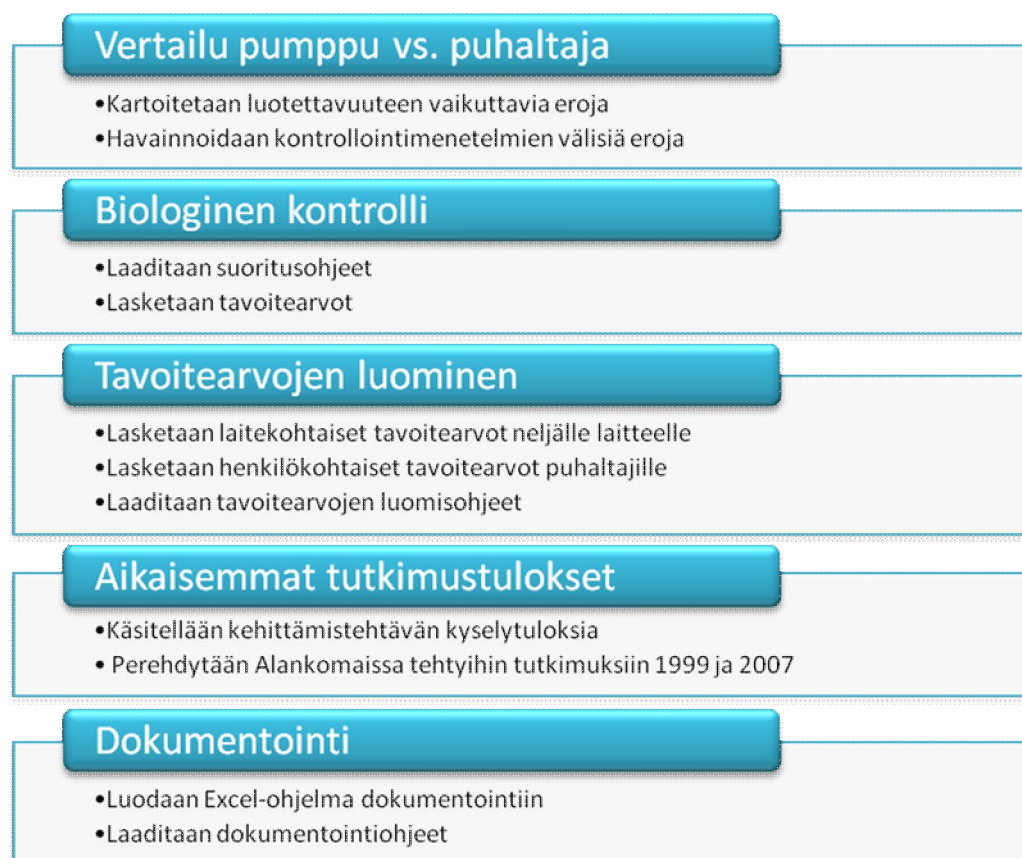 Vertailu pumppu vs. puhaltaja
•Kartoitetaan luotettavuuteen vaikuttavia eroja
•Havainnoidaan kontrollointimenetelmien välisiä eroja
Biologinen kontrolli
•Laaditaan suoritusohjeet
•Lasketaan tavoitearvot
Tavoitearvojen luominen
•Lasketaan laitekohtaiset tavoitearvot neljälle laitteelle
•Lasketaan henkilökohtaiset tavoitearvot puhaltajille
•Laaditaan tavoitearvojen luomisohjeet
Aikaisemmat tutkimustulokset
•Käsitellään kehittämistehtävän kyselytuloksia
• Perehdytään Alankomaissa tehtyihin tutkimuksiin 1999 ja 2007
Dokumentointi
•Luodaan Excel-ohjelma dokumentointiin
•Laaditaan dokumentointiohjeet